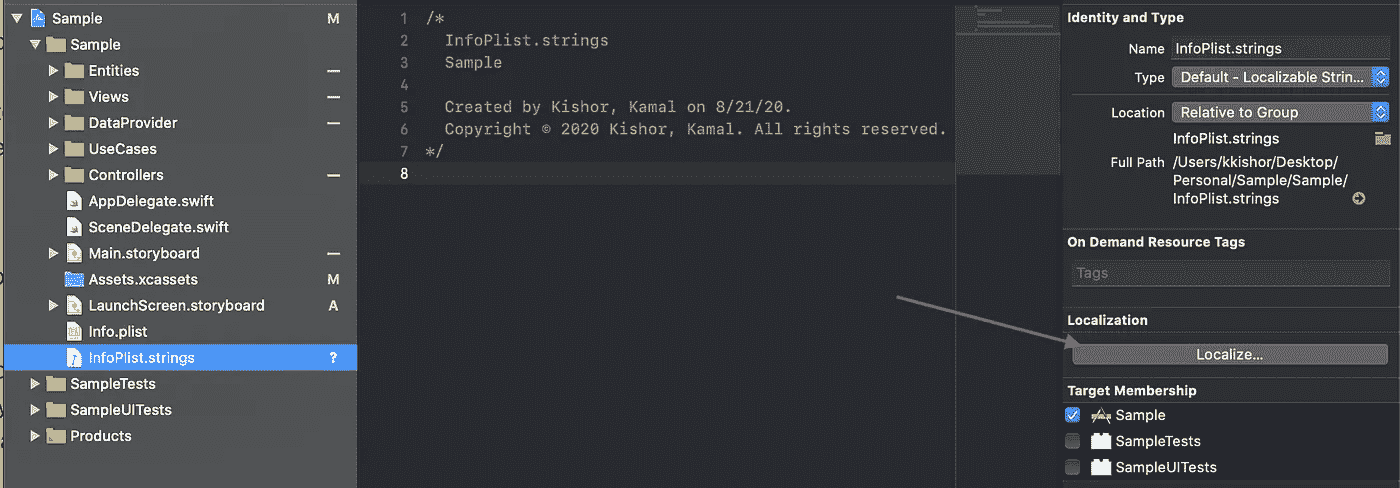 Sample M
Sample
Entities
Views
DataProvider
UseCases
Controllers
AppDelegate.swift
SceneDelegate.swift
Main.storyboard
Assets.xcassets M
LaunchScreen.storyboard A
Info.plist
InfoPlist.strings ?
SampleTests
SampleUITests
Products
1 /*
2 InfoPlist.strings
3 Sample
4
5 Created by Kishor, Kamal on 8/21/20.
6 Copyright © 2020 Kishor, Kamal. All rights reserved.
7 */
8
Identity and Type
Name InfoPlist.strings
Type Default - Localizable Strin...
Location Relative to Group
InfoPlist.strings
Full Path /Users/kkishor/Desktop/
Personal/Sample/Sample/
InfoPlist.strings
On Demand Resource Tags
Tags
Localization
Localize...
Target Membership
Sample
SampleTests
SampleUITests